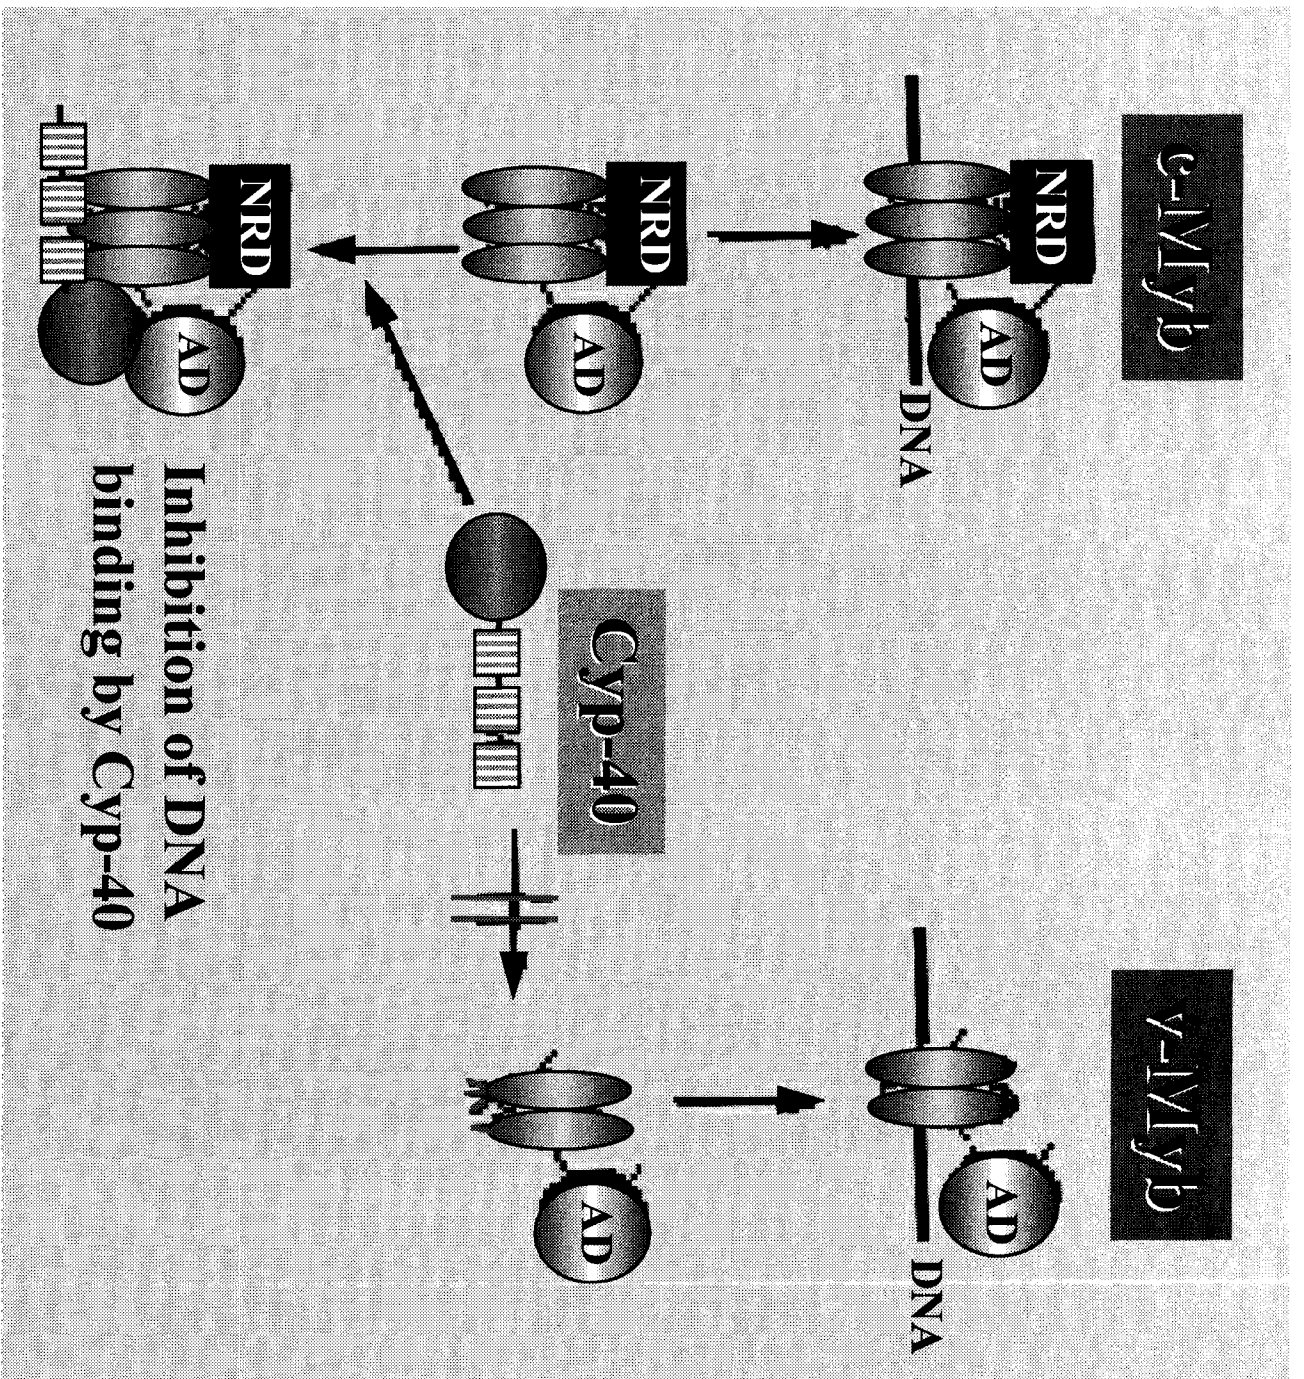 c-Myb
v-Myb
NRD
AD
DNA
AD
DNA
Cyp-40
NRD
AD
AD
NRD
AD
Inhibition of DNA
binding by Cyp-40